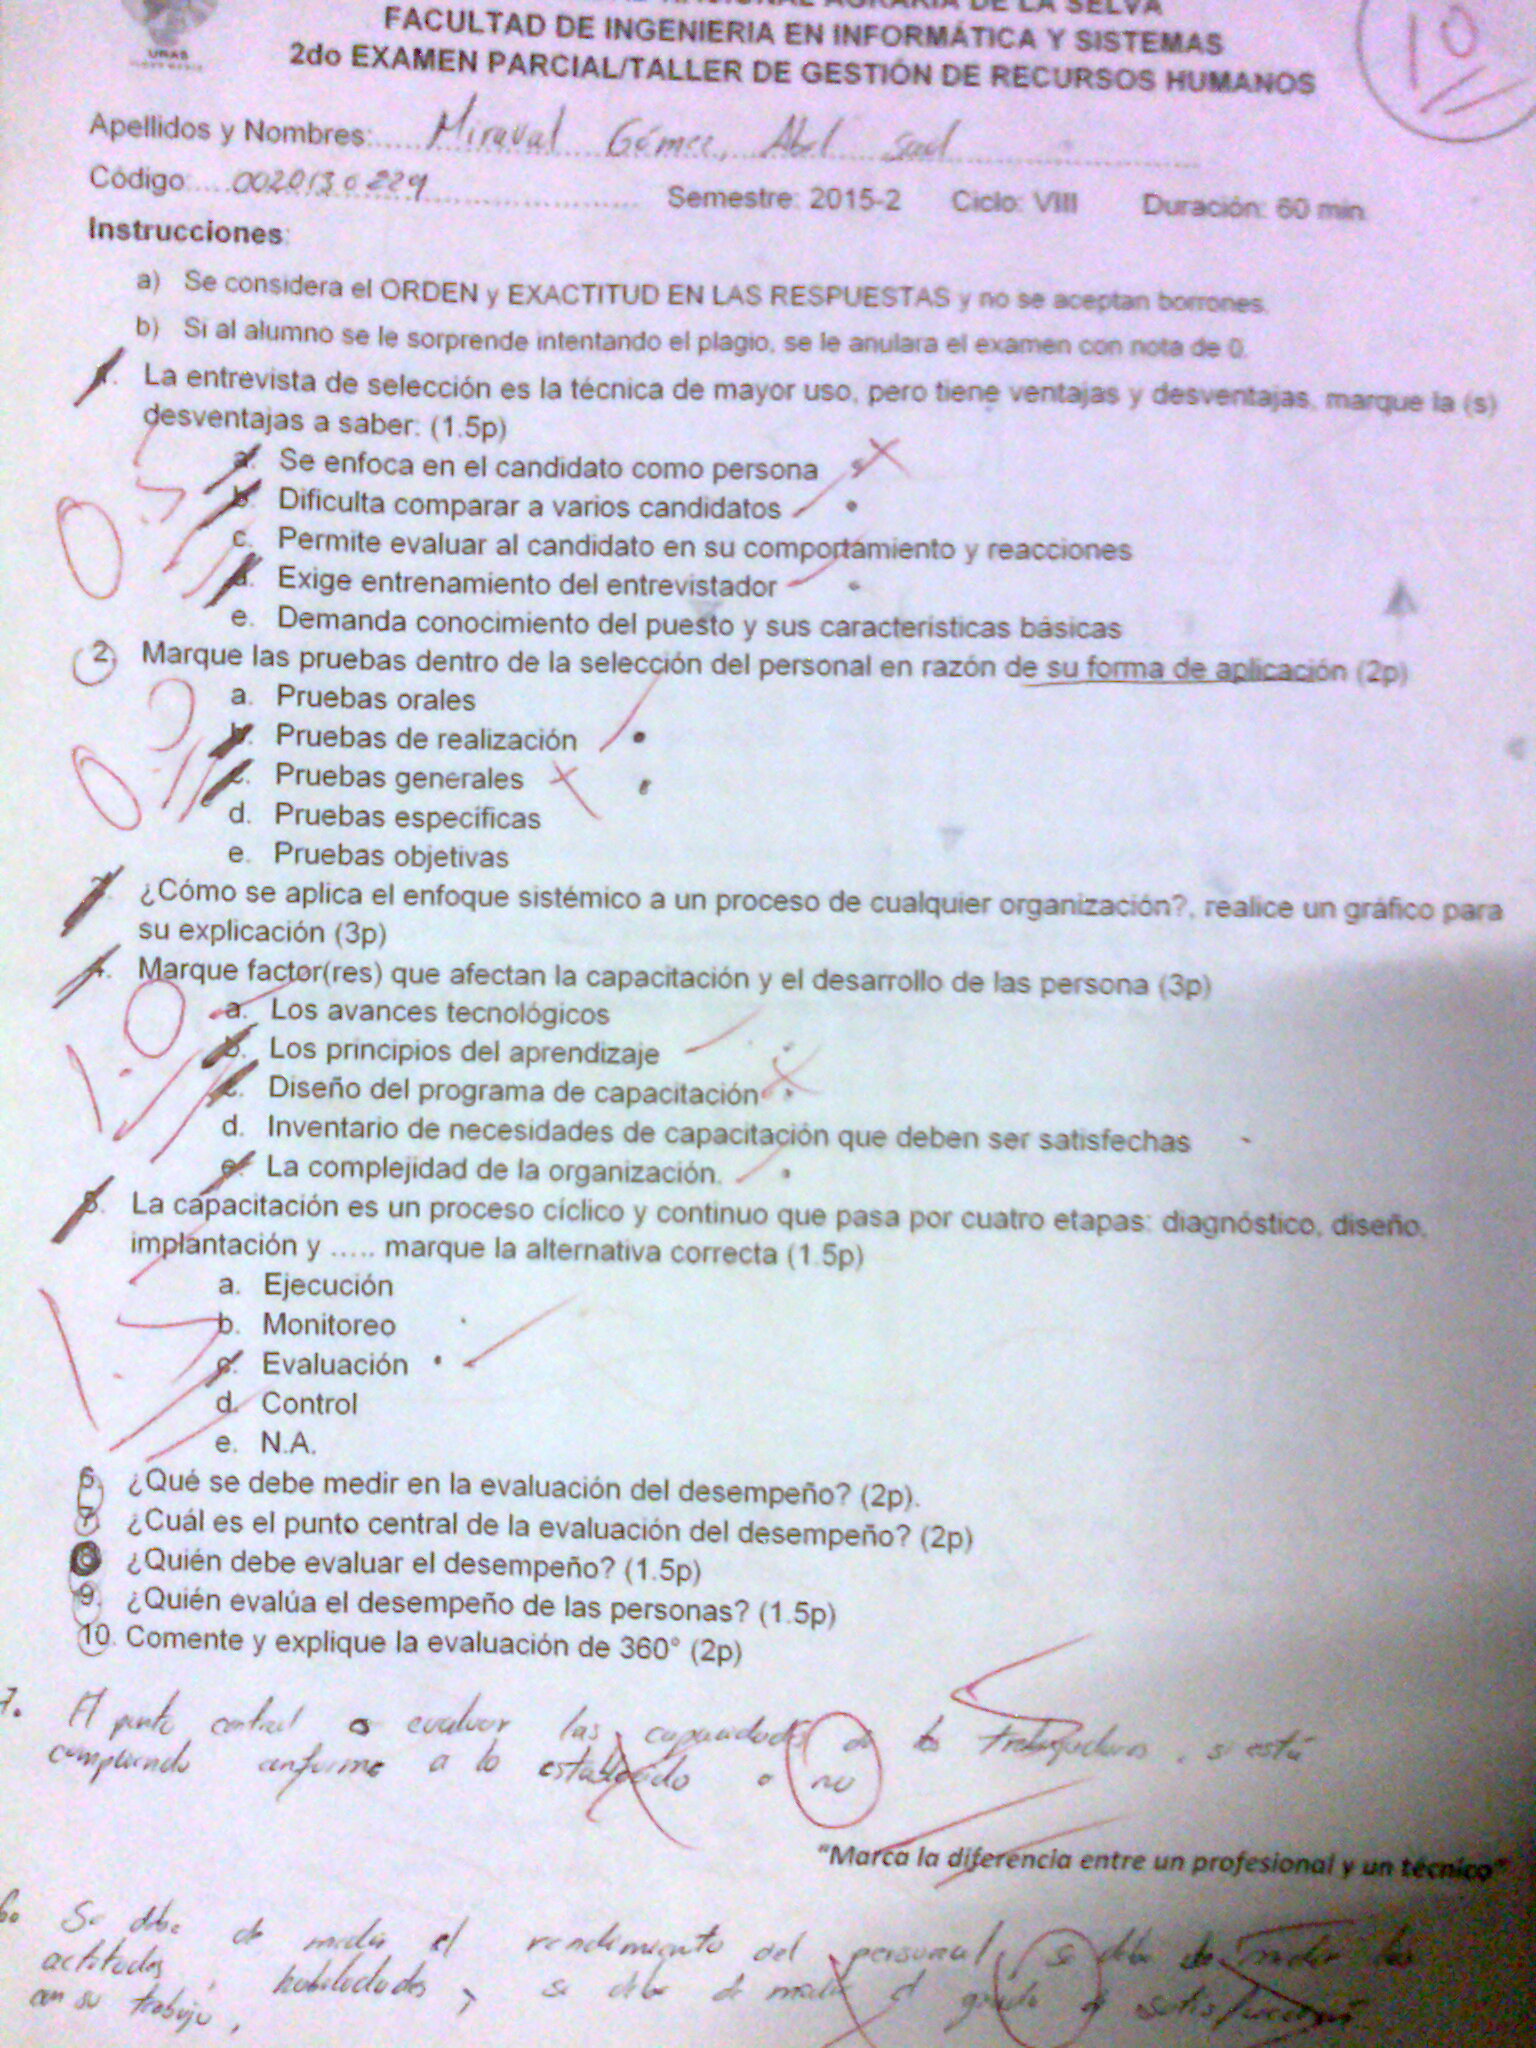 NACIONAL AGRARIA DE LA SELVA
FACULTAD DE INGENIERIA EN INFORMÁTICA Y SISTEMAS
2do EXAMEN PARCIAL/TALLER DE GESTIÓN DE RECURSOS HUMANOS
UNAS
10
Apellidos y Nombres: Miraval Gómez, Abel Sad
Código: 0020130229 Semestre: 2015-2 Ciclo: VIII Duración: 60 min.
Instrucciones:
a) Se considera el ORDEN y EXACTITUD EN LAS RESPUESTAS y no se aceptan borrones.
b) Si al alumno se le sorprende intentando el plagio, se le anulara el examen con nota de 0.
1. La entrevista de selección es la técnica de mayor uso, pero tiene ventajas y desventajas, marque la (s)
desventajas a saber: (1.5p)
a. Se enfoca en el candidato como persona
b. Dificulta comparar a varios candidatos
c. Permite evaluar al candidato en su comportamiento y reacciones
d. Exige entrenamiento del entrevistador
e. Demanda conocimiento del puesto y sus características básicas
2. Marque las pruebas dentro de la selección del personal en razón de su forma de aplicación (2p)
a. Pruebas orales
b. Pruebas de realización
c. Pruebas generales
d. Pruebas específicas
e. Pruebas objetivas
3. ¿Cómo se aplica el enfoque sistémico a un proceso de cualquier organización?, realice un gráfico para
su explicación (3p)
4. Marque factor(res) que afectan la capacitación y el desarrollo de las persona (3p)
a. Los avances tecnológicos
b. Los principios del aprendizaje
c. Diseño del programa de capacitación
d. Inventario de necesidades de capacitación que deben ser satisfechas
e. La complejidad de la organización.
5. La capacitación es un proceso cíclico y continuo que pasa por cuatro etapas: diagnóstico, diseño,
implantación y ..... marque la alternativa correcta (1.5p)
a. Ejecución
b. Monitoreo
c. Evaluación
d. Control
e. N.A.
6. ¿Qué se debe medir en la evaluación del desempeño? (2p).
7. ¿Cuál es el punto central de la evaluación del desempeño? (2p)
8. ¿Quién debe evaluar el desempeño? (1.5p)
9. ¿Quién evalúa el desempeño de las personas? (1.5p)
10. Comente y explique la evaluación de 360° (2p)
7. El punto central es evaluar las capacidades de los trabajadores, si está
cumpliendo conforme a lo establecido o no
"Marca la diferencia entre un profesional y un técnico"
6. Se debe de medir el rendimiento del personal, se debe de medir las
actitudes, habilidades, se debe de medir el grado de satisfacción
con su trabajo.